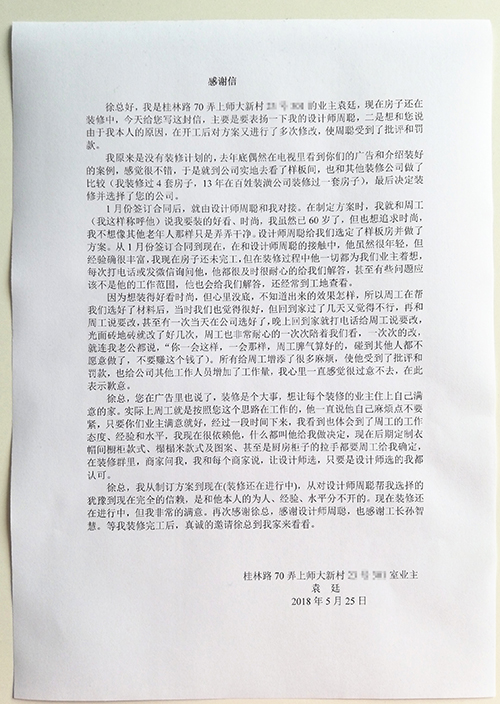 感谢信
徐总好，我是桂林路 70 弄上师大新村 的业主袁廷，现在房子还在
装修中，今天给您写这封信，主要是要表扬一下我的设计师周聪，二是想和您说
由于我本人的原因，在开工后对方案又进行了多次修改，使周聪受到了批评和罚
款。
我原来是没有装修计划的，去年底偶然在电视里看到你们的广告和介绍装好
的案例，感觉很不错，于是就到公司实地去看了样板间，也和其他装修公司做了
比较（我装修过 4 套房子，13 年在百姓装潢公司装修过一套房子），最后决定装
修并选择了您的公司。
1 月份签订合同后，就由设计师周聪和我对接。在制定方案时，我就和周工
（我这样称呼他）说我要装的好看、时尚，我虽然已 60 岁了，但也想追求时尚，
我不想像其他老年人那样只是弄弄干净。设计师周聪给我们选定了样板房并做了
方案。从 1 月份签订合同到现在，在和设计师周聪的接触中，他虽然很年轻，但
经验确很丰富，我现在房子还未完工，但在装修过程中他一切都为我们业主着想，
每次打电话或发微信询问他，他都很及时很耐心的给我们解答，甚至有些问题应
该不是他的工作范围，他也会给我们解答，还经常到工地查看。
因为想装得好看时尚，但心里没底，不知道出来的效果怎样，所以周工在帮
我们选好了材料后，当时我们也觉得很好，但回到家过了几天又觉得不行，再和
周工说要改，甚至有一次当天在公司选好了，晚上回到家就打电话给周工说要改，
光面砖地砖就改了好几次，周工也非常耐心的一次次陪着我们看，一次次的改，
就连我老公都说，“你一会这样，一会那样，周工脾气算好的，碰到其他人都不
愿意做了，不要赚这个钱了）。所有给周工增添了很多麻烦，使他受到了批评和
罚款，也给公司其他工作人员增加了工作量，我心里一直感觉很过意不去，在此
表示歉意。
徐总，您在广告里也说了，装修是个大事，想让每个装修的业主住上自己满
意的家。实际上周工就是按照您这个思路在工作的，他一直说他自己麻烦点不要
紧，只要你们业主满意就好，经过一段时间下来，我看到也体会到了周工的工作
态度、经验和水平，我现在很依赖他，什么都叫他给我做决定，现在后期定制衣
帽间橱柜款式、榻榻米款式及图案、甚至是厨房柜子的拉手都要周工给我确定，
在装修群里，商家问我，我和每个商家说，让设计师选，只要是设计师选的我都
认可。
徐总，我从制订方案到现在(装修还在进行中)，从对设计师周聪帮我选择的
犹豫到现在完全的信赖，是和他本人的为人、经验、水平分不开的。现在装修还
在进行中，但我非常的满意。再次感谢徐总，感谢设计师周聪，也感谢工长孙智
慧。等我装修完工后，真诚的邀请徐总到我家来看看。
桂林路 70 弄上师大新村 室业主
袁 廷
2018 年 5 月 25 日